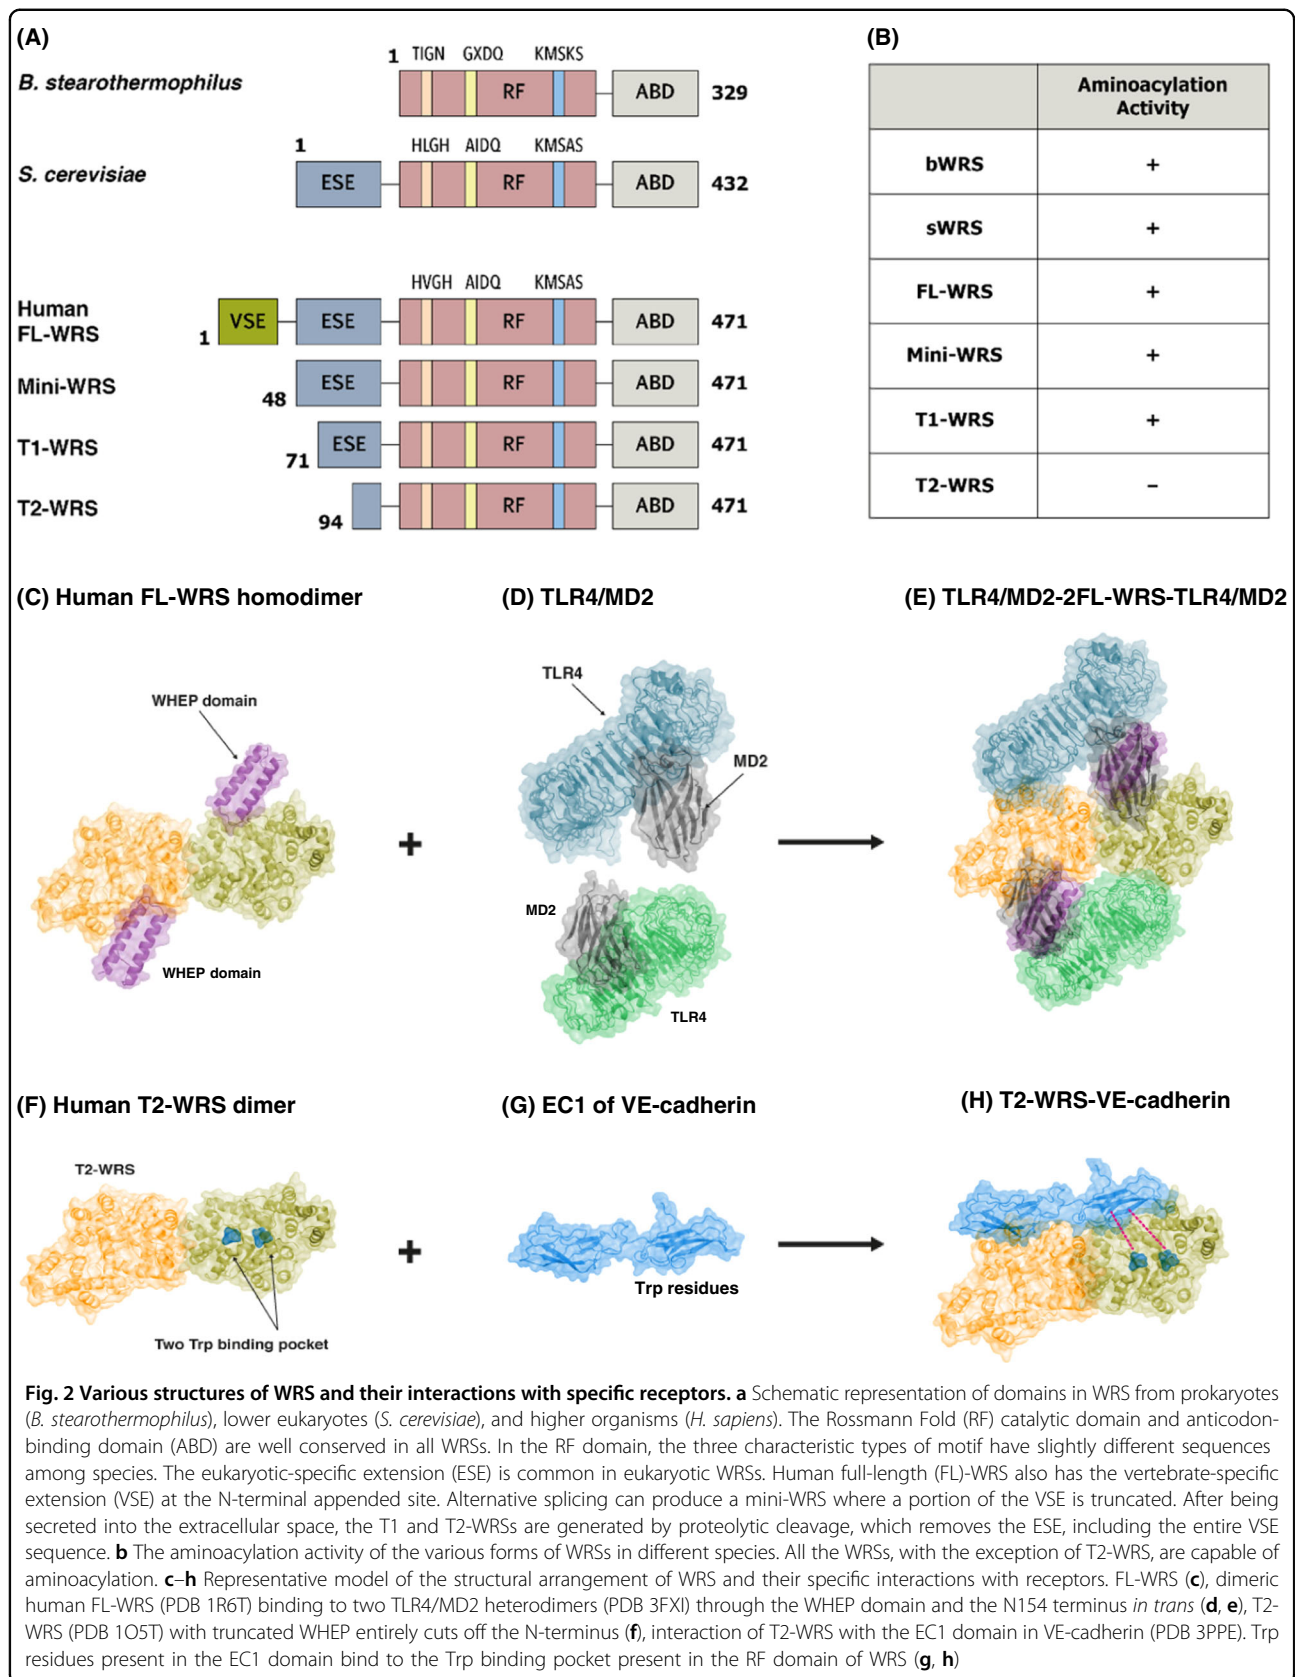 (A)
1 TIGN GXDQ KMSKS
B. stearothermophilus
RF ABD 329
1 HLGH AIDQ KMSAS
S. cerevisiae
ESE RF ABD 432
HVGH AIDQ KMSAS
Human
FL-WRS
1 VSE ESE RF ABD 471
Mini-WRS
48 ESE RF ABD 471
T1-WRS
71 ESE RF ABD 471
T2-WRS
94 RF ABD 471
(B)
Aminoacylation
Activity
bWRS +
sWRS +
FL-WRS +
Mini-WRS +
T1-WRS +
T2-WRS –
(C) Human FL-WRS homodimer
WHEP domain
WHEP domain
+
(D) TLR4/MD2
TLR4
MD2
MD2
TLR4
(E) TLR4/MD2-2FL-WRS-TLR4/MD2
(F) Human T2-WRS dimer
T2-WRS
Two Trp binding pocket
+
(G) EC1 of VE-cadherin
Trp residues
(H) T2-WRS-VE-cadherin
Fig. 2 Various structures of WRS and their interactions with specific receptors. a Schematic representation of domains in WRS from prokaryotes
(B. stearothermophilus), lower eukaryotes (S. cerevisiae), and higher organisms (H. sapiens). The Rossmann Fold (RF) catalytic domain and anticodon-
binding domain (ABD) are well conserved in all WRSs. In the RF domain, the three characteristic types of motif have slightly different sequences
among species. The eukaryotic-specific extension (ESE) is common in eukaryotic WRSs. Human full-length (FL)-WRS also has the vertebrate-specific
extension (VSE) at the N-terminal appended site. Alternative splicing can produce a mini-WRS where a portion of the VSE is truncated. After being
secreted into the extracellular space, the T1 and T2-WRSs are generated by proteolytic cleavage, which removes the ESE, including the entire VSE
sequence. b The aminoacylation activity of the various forms of WRSs in different species. All the WRSs, with the exception of T2-WRS, are capable of
aminoacylation. c–h Representative model of the structural arrangement of WRS and their specific interactions with receptors. FL-WRS (c), dimeric
human FL-WRS (PDB 1R6T) binding to two TLR4/MD2 heterodimers (PDB 3FXI) through the WHEP domain and the N154 terminus in trans (d, e), T2-
WRS (PDB 1O5T) with truncated WHEP entirely cuts off the N-terminus (f), interaction of T2-WRS with the EC1 domain in VE-cadherin (PDB 3PPE). Trp
residues present in the EC1 domain bind to the Trp binding pocket present in the RF domain of WRS (g, h)